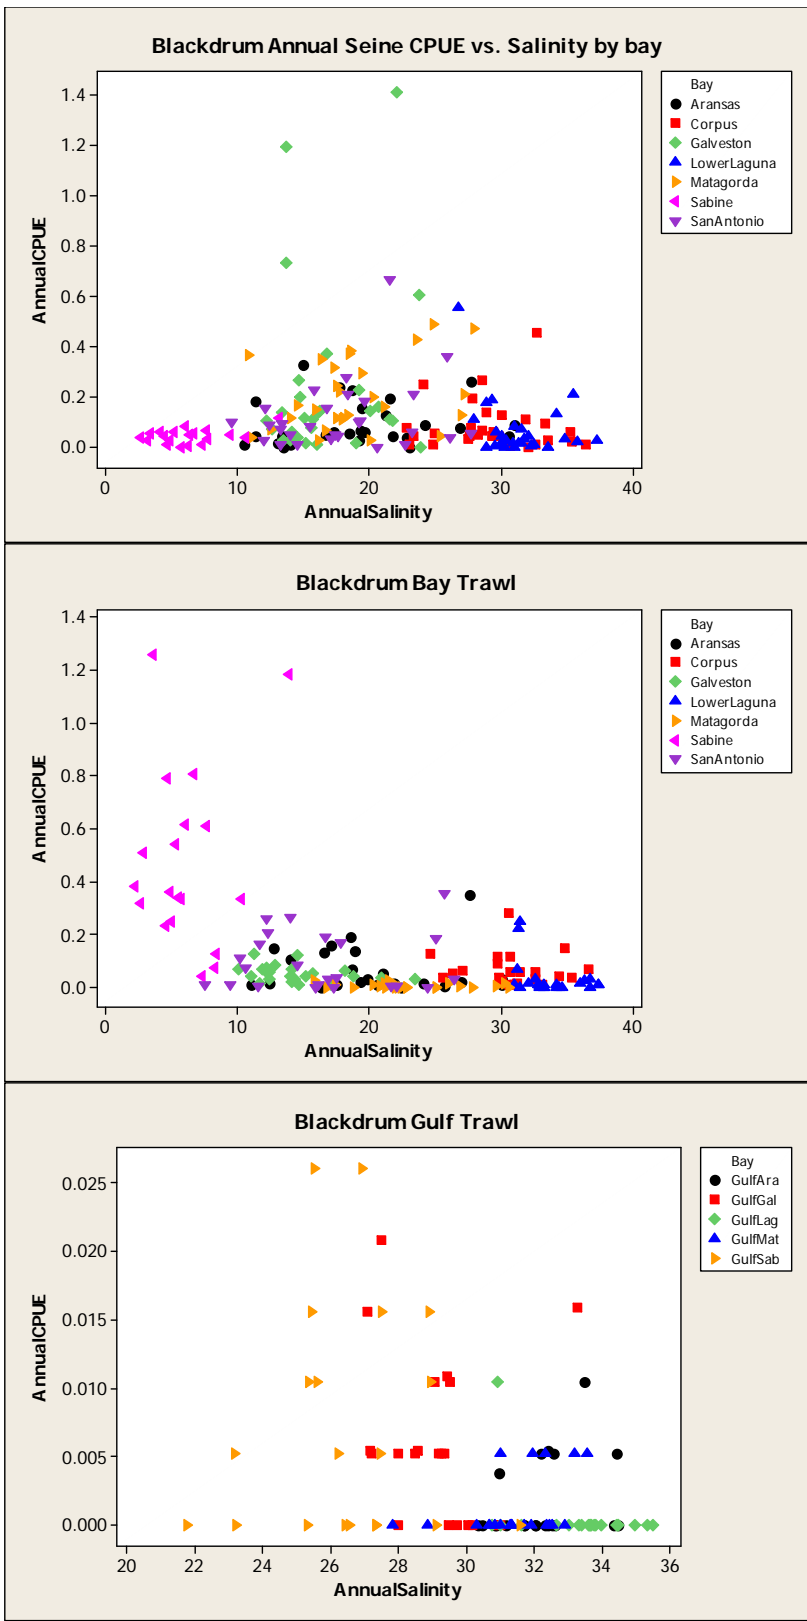 Blackdrum Annual Seine CPUE vs. Salinity by bay
AnnualCPUE
1.4
1.2
1.0
0.8
0.6
0.4
0.2
0.0
0 10 20 30 40
AnnualSalinity
Bay
Aransas
Corpus
Galveston
LowerLaguna
Matagorda
Sabine
SanAntonio
Blackdrum Bay Trawl
AnnualCPUE
1.4
1.2
1.0
0.8
0.6
0.4
0.2
0.0
0 10 20 30 40
AnnualSalinity
Bay
Aransas
Corpus
Galveston
LowerLaguna
Matagorda
Sabine
SanAntonio
Blackdrum Gulf Trawl
AnnualCPUE
0.025
0.020
0.015
0.010
0.005
0.000
20 22 24 26 28 30 32 34 36
AnnualSalinity
Bay
GulfAra
GulfGal
GulfLag
GulfMat
GulfSab